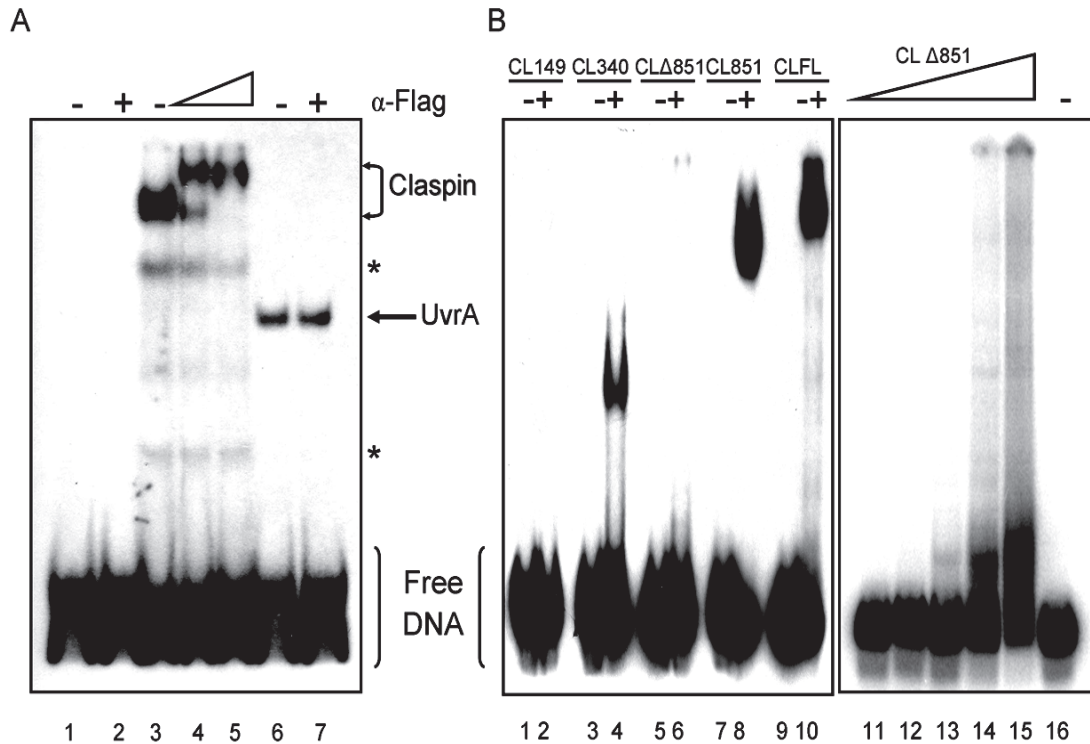 A
- + - - + α-Flag
Claspin
*
UvrA
*
Free
DNA
1 2 3 4 5 6 7
B
CL149 CL340 CLΔ851 CL851 CLFL
-+ -+ -+ -+ -+
CL Δ851
-
1 2 3 4 5 6 7 8 9 10
11 12 13 14 15 16